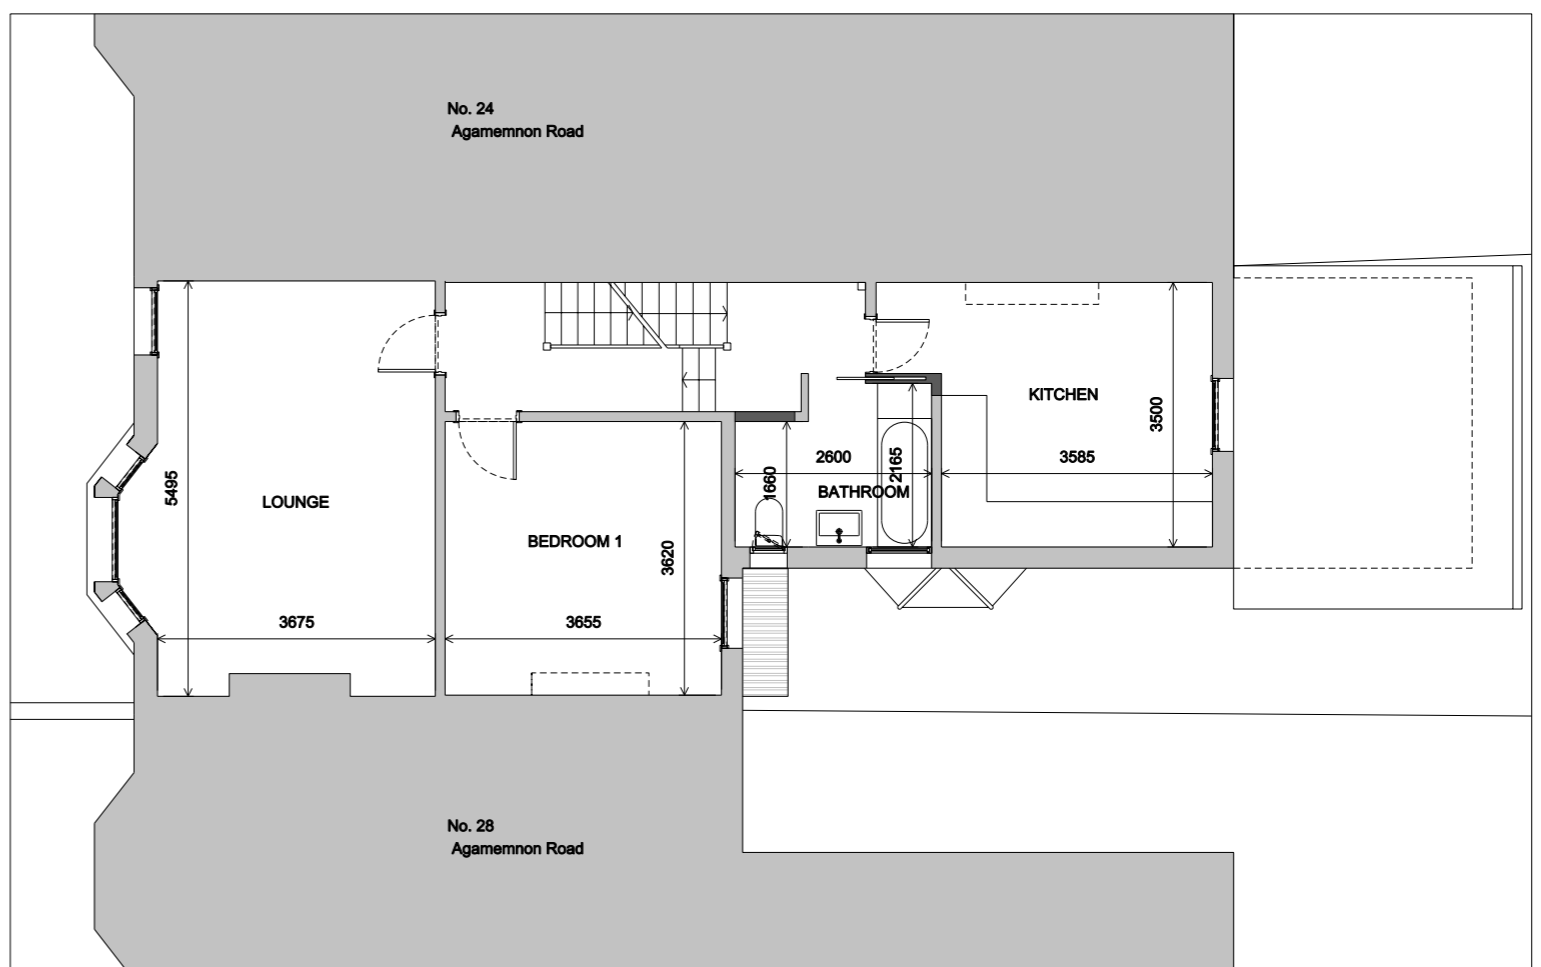 No. 24
Agamemnon Road
KITCHEN
3500
2600
2165
3585
1660
5495
LOUNGE
BATHROOM
BEDROOM 1
3620
3675
3655
No. 28
Agamemnon Road